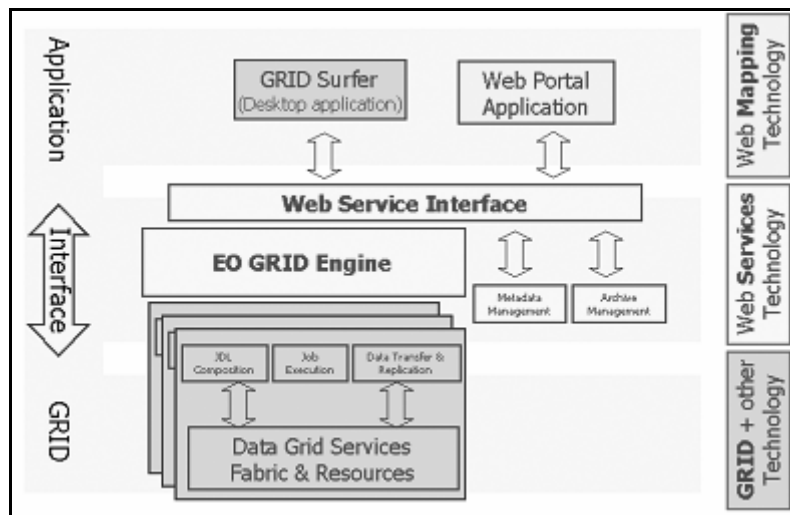 Application
Interface
GRID
GRID Surfer
(Desktop application)
Web Portal
Application
Web Service Interface
EO GRID Engine
Metadata
Management
Archive
Management
JDL
Composition
Job
Execution
Data Transfer &
Replication
Data Grid Services
Fabric & Resources
Web Mapping
Technology
Web Services
Technology
GRID + other
Technology